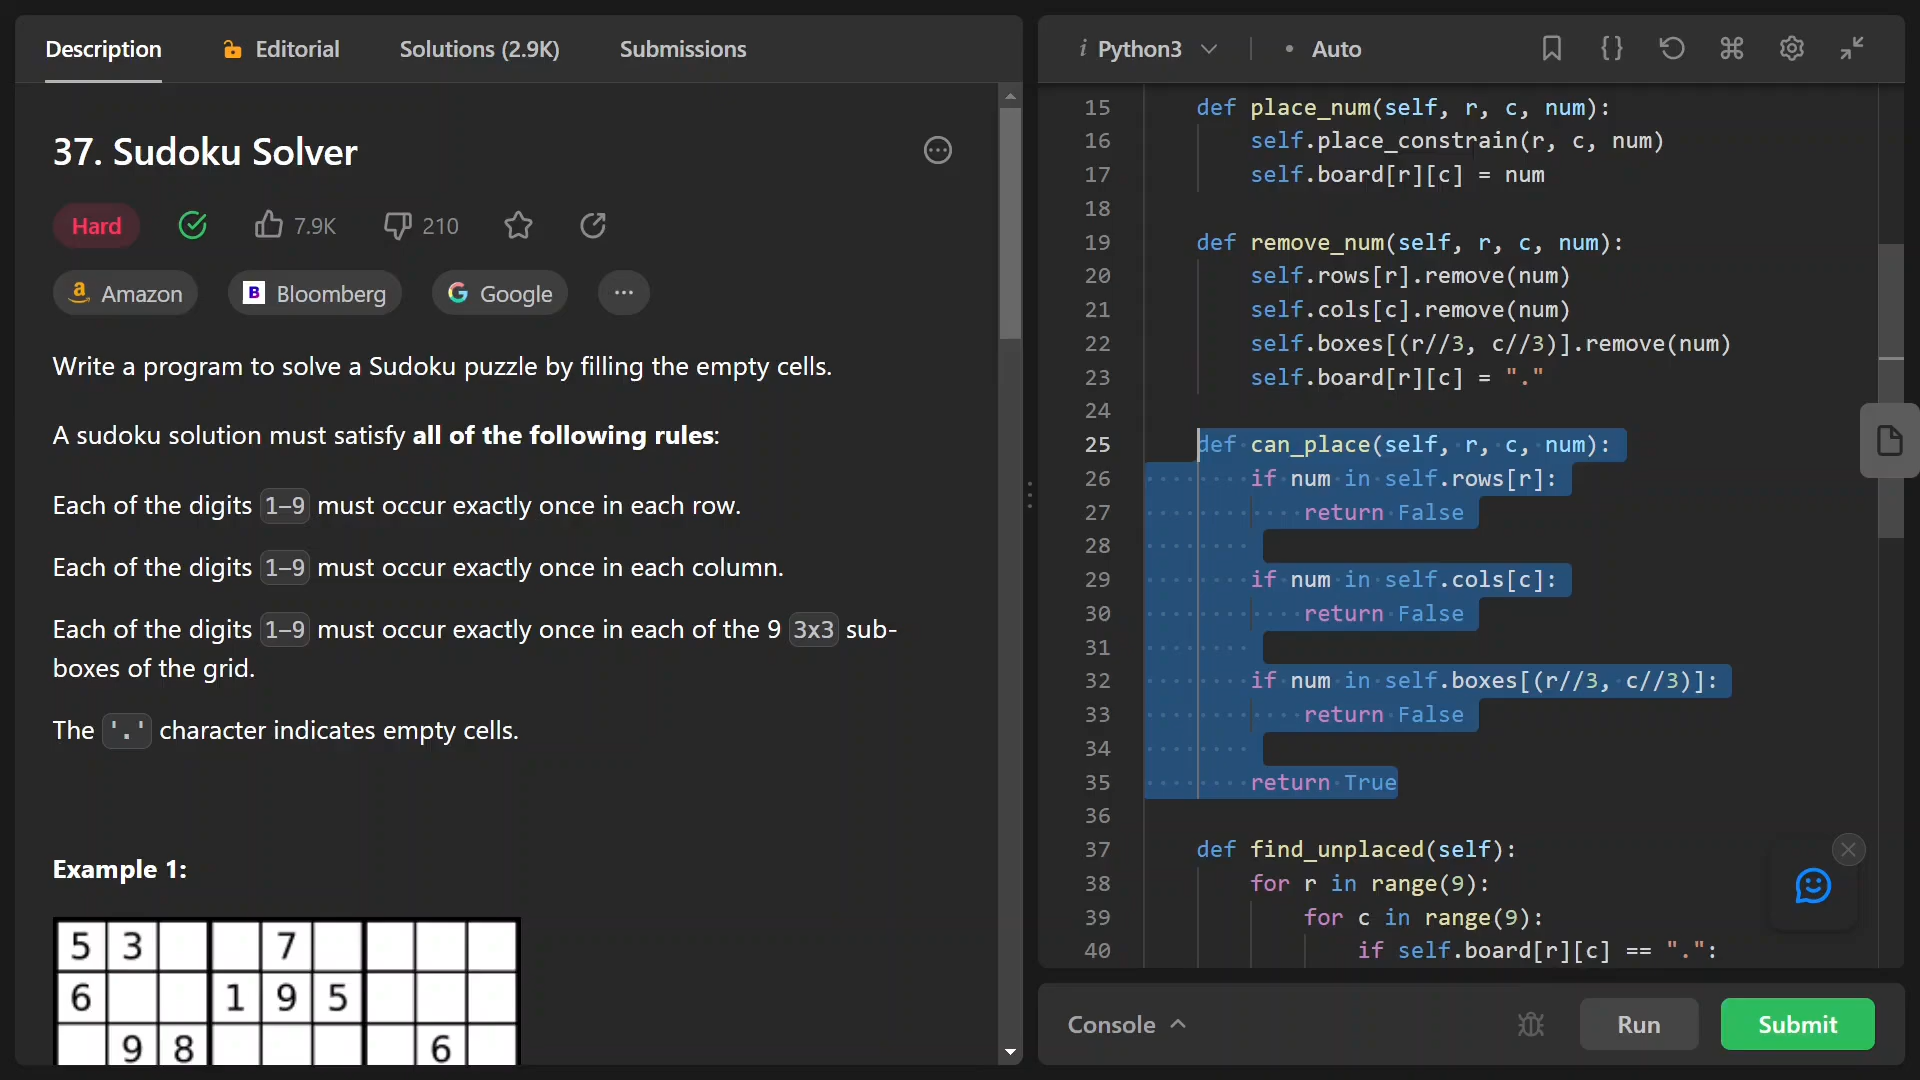 Description
Editorial
Solutions (2.9K)
Submissions
37. Sudoku Solver
Hard
7.9K
210
Amazon
B Bloomberg
G Google
Write a program to solve a Sudoku puzzle by filling the empty cells.
A sudoku solution must satisfy all of the following rules:
Each of the digits 1-9 must occur exactly once in each row.
Each of the digits 1-9 must occur exactly once in each column.
Each of the digits 1-9 must occur exactly once in each of the 9 3x3 sub-
boxes of the grid.
The '.' character indicates empty cells.
Example 1:
5 3 7
6 1 9 5
9 8 6
i Python3
• Auto
15 def place_num(self, r, c, num):
16 self.place_constrain(r, c, num)
17 self.board[r][c] = num
18
19 def remove_num(self, r, c, num):
20 self.rows[r].remove(num)
21 self.cols[c].remove(num)
22 self.boxes[(r//3, c//3)].remove(num)
23 self.board[r][c] = "."
24
25 def can_place(self, r, c, num):
26 if num in self.rows[r]:
27 return False
28
29 if num in self.cols[c]:
30 return False
31
32 if num in self.boxes[(r//3, c//3)]:
33 return False
34
35 return True
36
37 def find_unplaced(self):
38 for r in range(9):
39 for c in range(9):
40 if self.board[r][c] == ".":
Console
Run
Submit